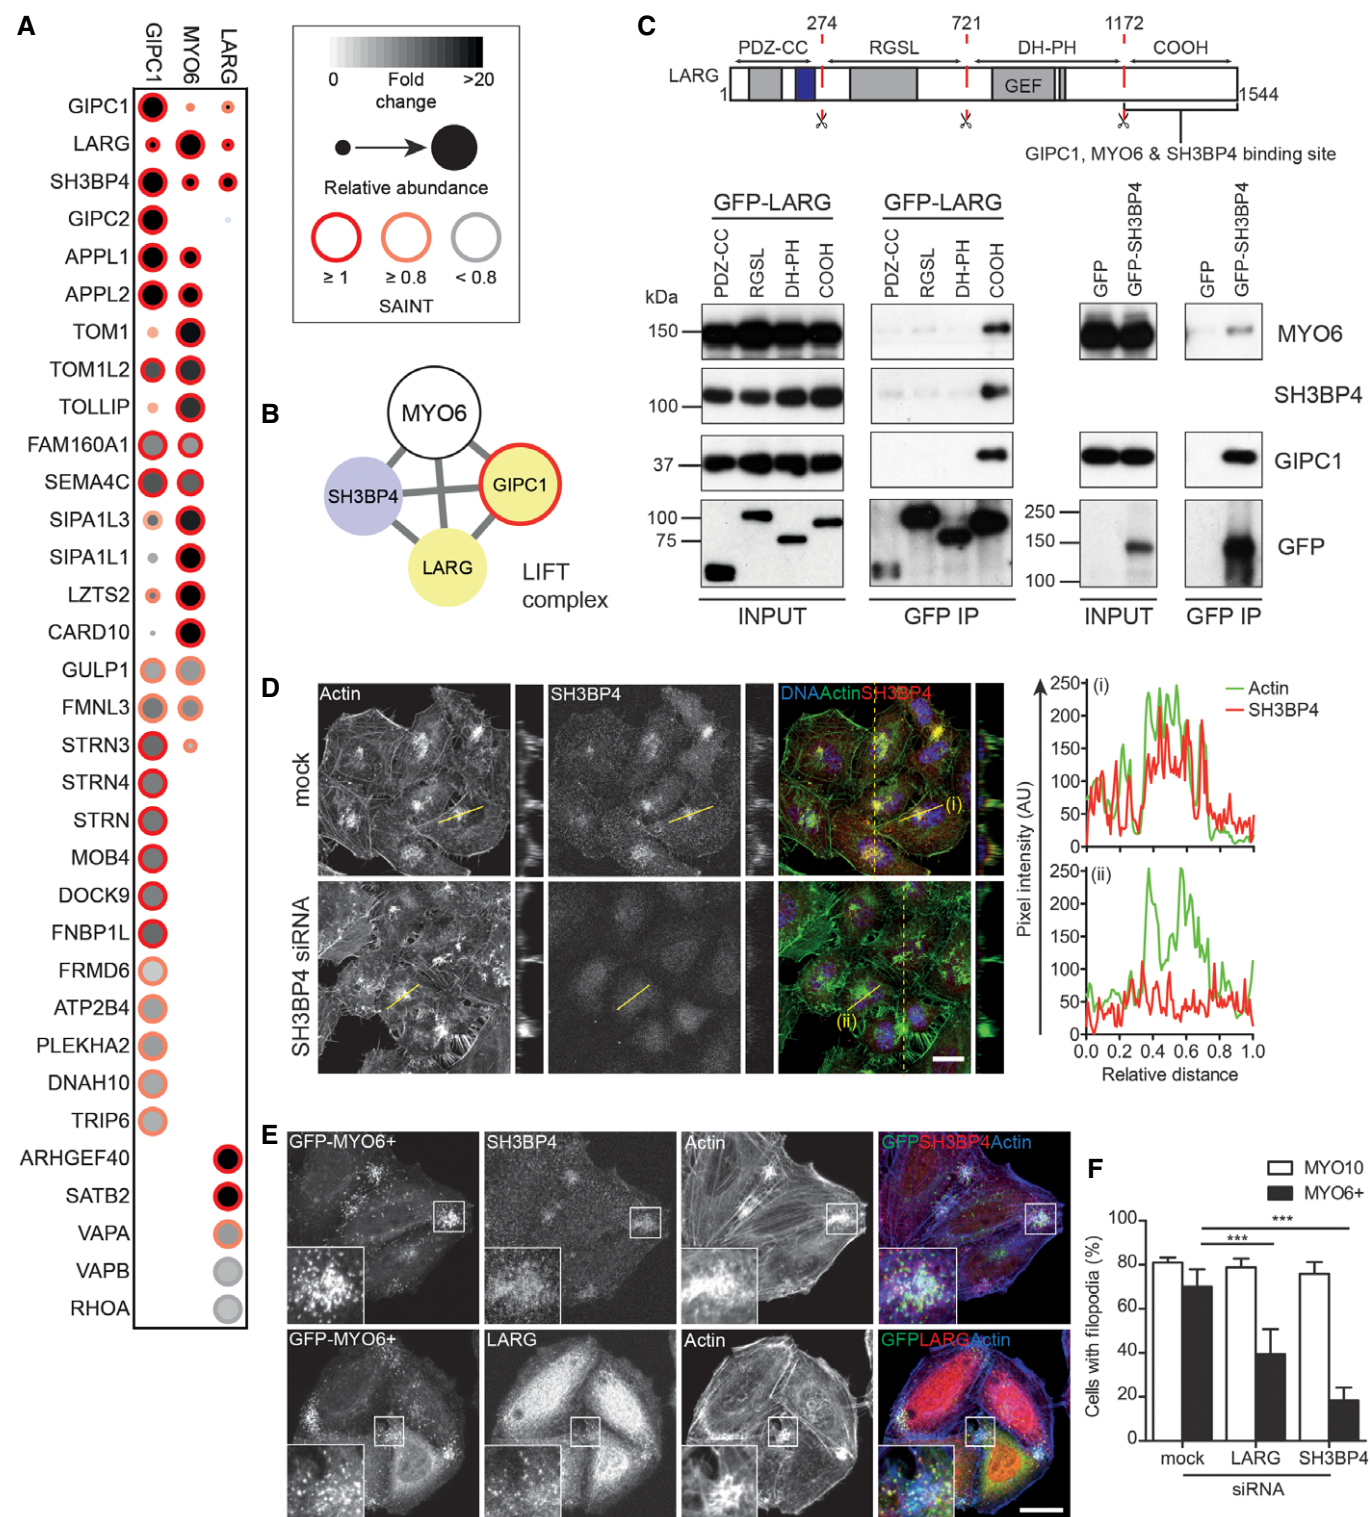 A
GIPC1
MYO6
LARG
GIPC1
LARG
SH3BP4
GIPC2
APPL1
APPL2
TOM1
TOM1L2
TOLLIP
FAM160A1
SEMA4C
SIPA1L3
SIPA1L1
LZTS2
CARD10
GULP1
FMNL3
STRN3
STRN4
STRN
MOB4
DOCK9
FNBP1L
FRMD6
ATP2B4
PLEKHA2
DNAH10
TRIP6
ARHGEF40
SATB2
VAPA
VAPB
RHOA
0 Fold >20
change
Relative abundance
≥ 1 ≥ 0.8 < 0.8
SAINT
B
MYO6
SH3BP4
GIPC1
LARG
LIFT
complex
C
274 721 1172
PDZ-CC RGSL DH-PH COOH
LARG
1
GEF
1544
GIPC1, MYO6 & SH3BP4 binding site
GFP-LARG GFP-LARG
PDZ-CC
RGSL
DH-PH
COOH
PDZ-CC
RGSL
DH-PH
COOH
GFP
GFP-SH3BP4
GFP
GFP-SH3BP4
kDa
150
MYO6
100
SH3BP4
37
GIPC1
100
75
250
150
100
GFP
INPUT GFP IP INPUT GFP IP
D
mock
SH3BP4 siRNA
Actin
SH3BP4
DNAActinSH3BP4
(i)
(ii)
Pixel intensity (AU)
(i)
Actin
SH3BP4
250
200
150
100
50
0
(ii)
250
200
150
100
50
0
0.0 0.2 0.4 0.6 0.8 1.0
Relative distance
E
GFP-MYO6+
SH3BP4
Actin
GFPSH3BP4Actin
GFP-MYO6+
LARG
Actin
GFPLARGActin
F
MYO10
MYO6+
Cells with filopodia (%)
100
80
60
40
20
0
***
***
mock LARG SH3BP4
siRNA